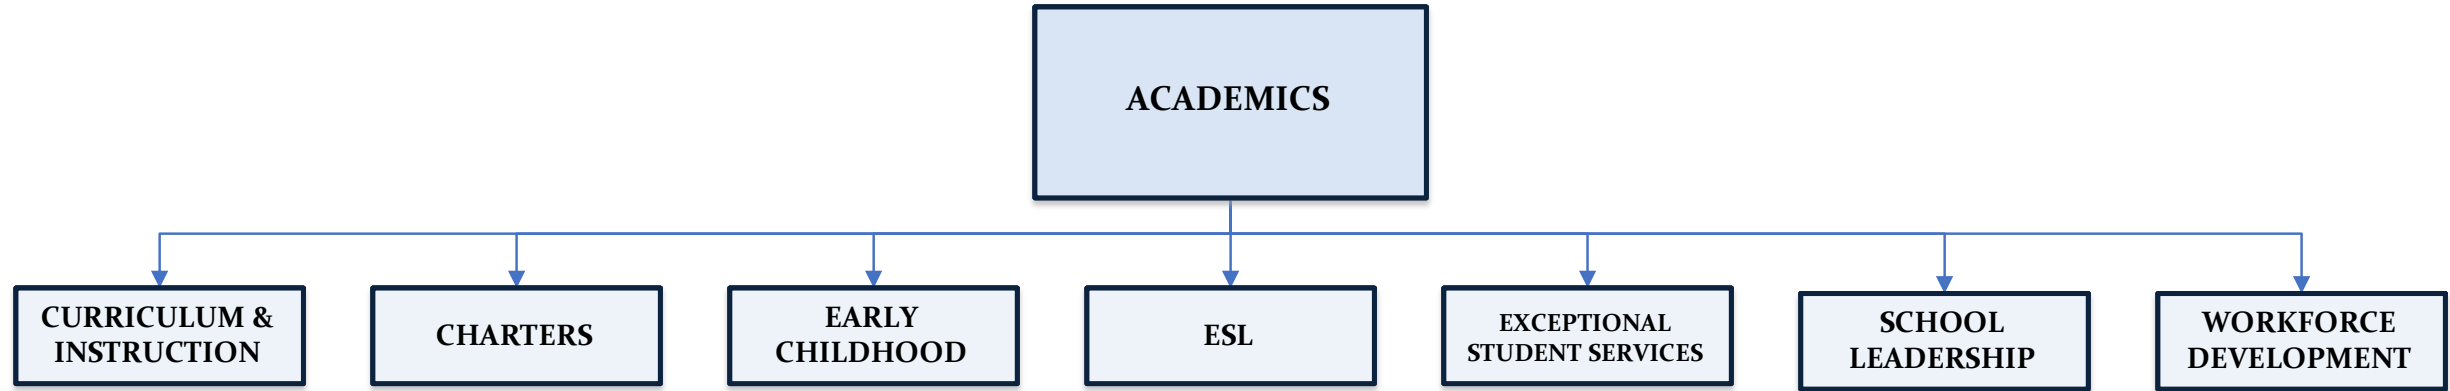 ACADEMICS
CURRICULUM &
INSTRUCTION
CHARTERS
EARLY
CHILDHOOD
ESL
EXCEPTIONAL
STUDENT SERVICES
SCHOOL
LEADERSHIP
WORKFORCE
DEVELOPMENT